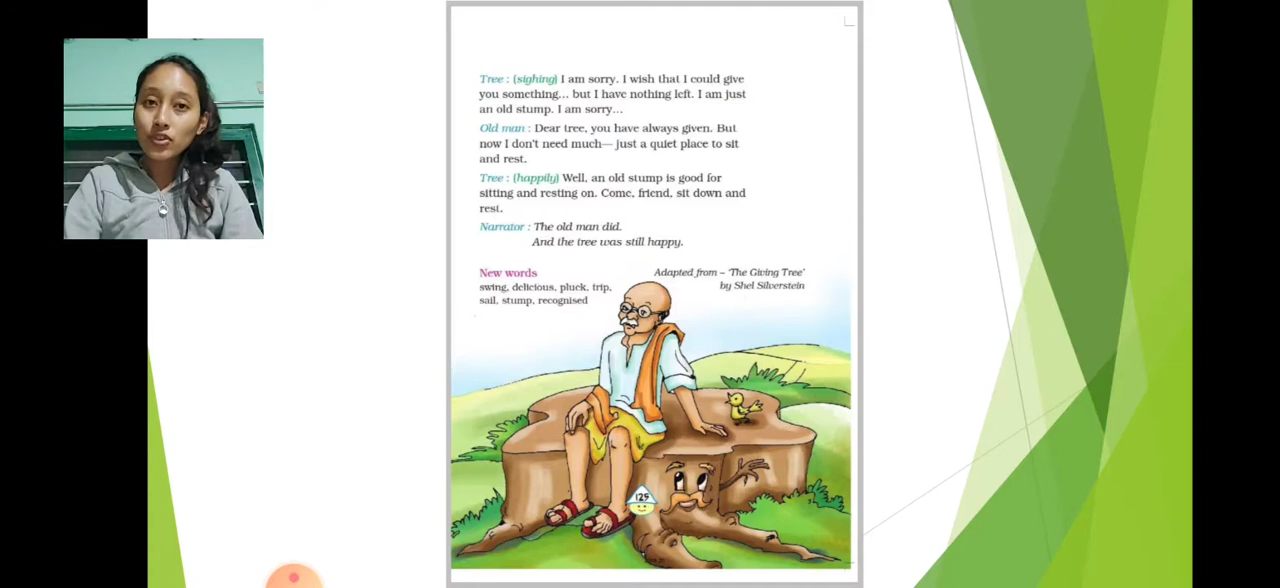 Tree : (sighing) I am sorry. I wish that I could give
you something... but I have nothing left. I am just
an old stump. I am sorry...
Old man : Dear tree, you have always given. But
now I don't need much— just a quiet place to sit
and rest.
Tree : (happily) Well, an old stump is good for
sitting and resting on. Come, friend, sit down and
rest.
Narrator : The old man did.
And the tree was still happy.
New words
swing, delicious, pluck, trip,
sail, stump, recognised
Adapted from – 'The Giving Tree'
by Shel Silverstein
125